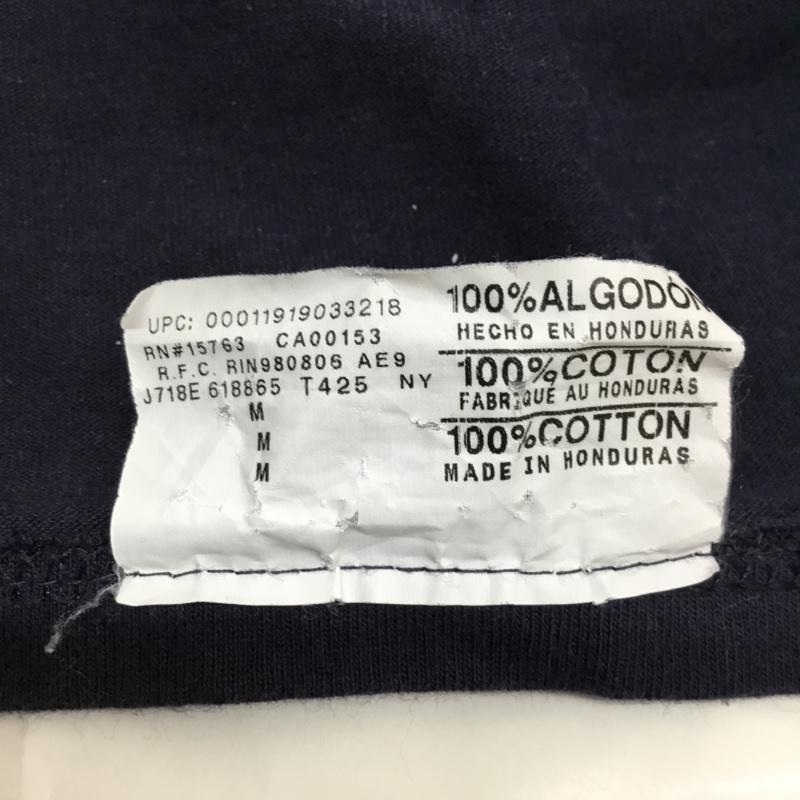 UPC: 00011919033218
RN#15763 CA00153
R.F.C. RIN980806 AE9
J718E 618865 T425 NY
M
M
M
100%ALGODÓN
HECHO EN HONDURAS
100%COTON
FABRIQUE AU HONDURAS
100%COTTON
MADE IN HONDURAS